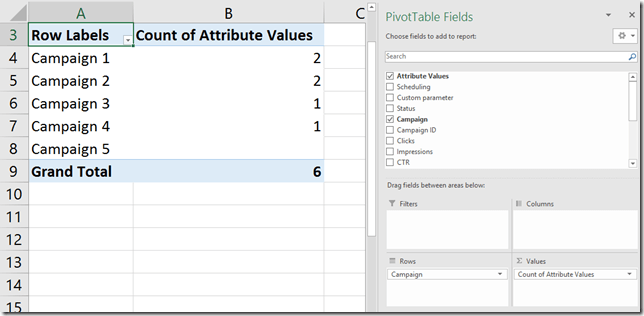 A B C
3 Row Labels Count of Attribute Values
4 Campaign 1 2
5 Campaign 2 2
6 Campaign 3 1
7 Campaign 4 1
8 Campaign 5
9 Grand Total 6
10
11
12
13
14
15
PivotTable Fields
Choose fields to add to report:
Search
Attribute Values
Scheduling
Custom parameter
Status
Campaign
Campaign ID
Clicks
Impressions
CTR
Drag fields between areas below:
Filters Columns
Rows Values
Campaign Count of Attribute Values